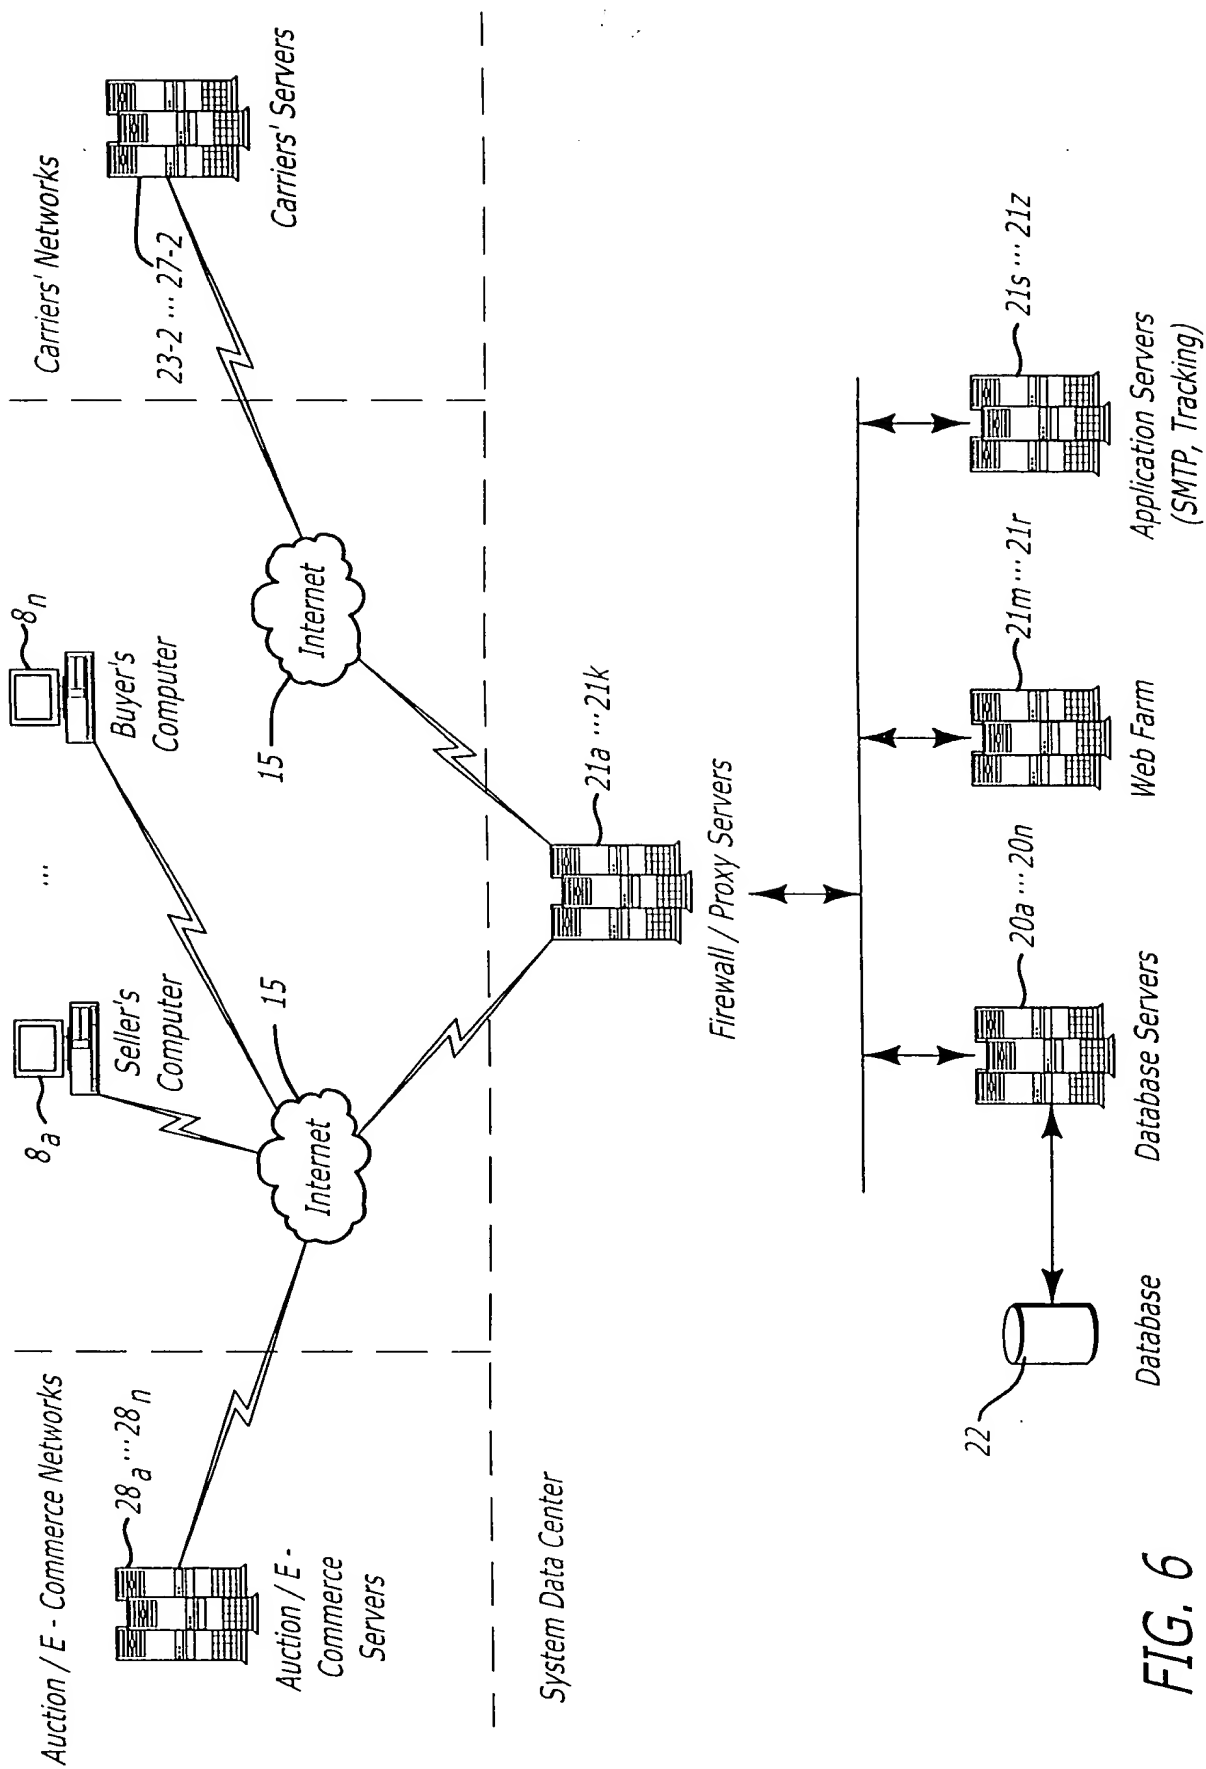 Auction / E - Commerce Networks
Carriers' Networks
8a
Seller's
Computer
...
8n
Buyer's
Computer
28a ... 28n
Auction / E -
Commerce
Servers
23-2 ... 27-2
Carriers' Servers
15
Internet
15
Internet
System Data Center
21a ... 21k
Firewall / Proxy Servers
22
Database
20a ... 20n
Database Servers
21m ... 21r
Web Farm
21s ... 21z
Application Servers
(SMTP, Tracking)
FIG. 6